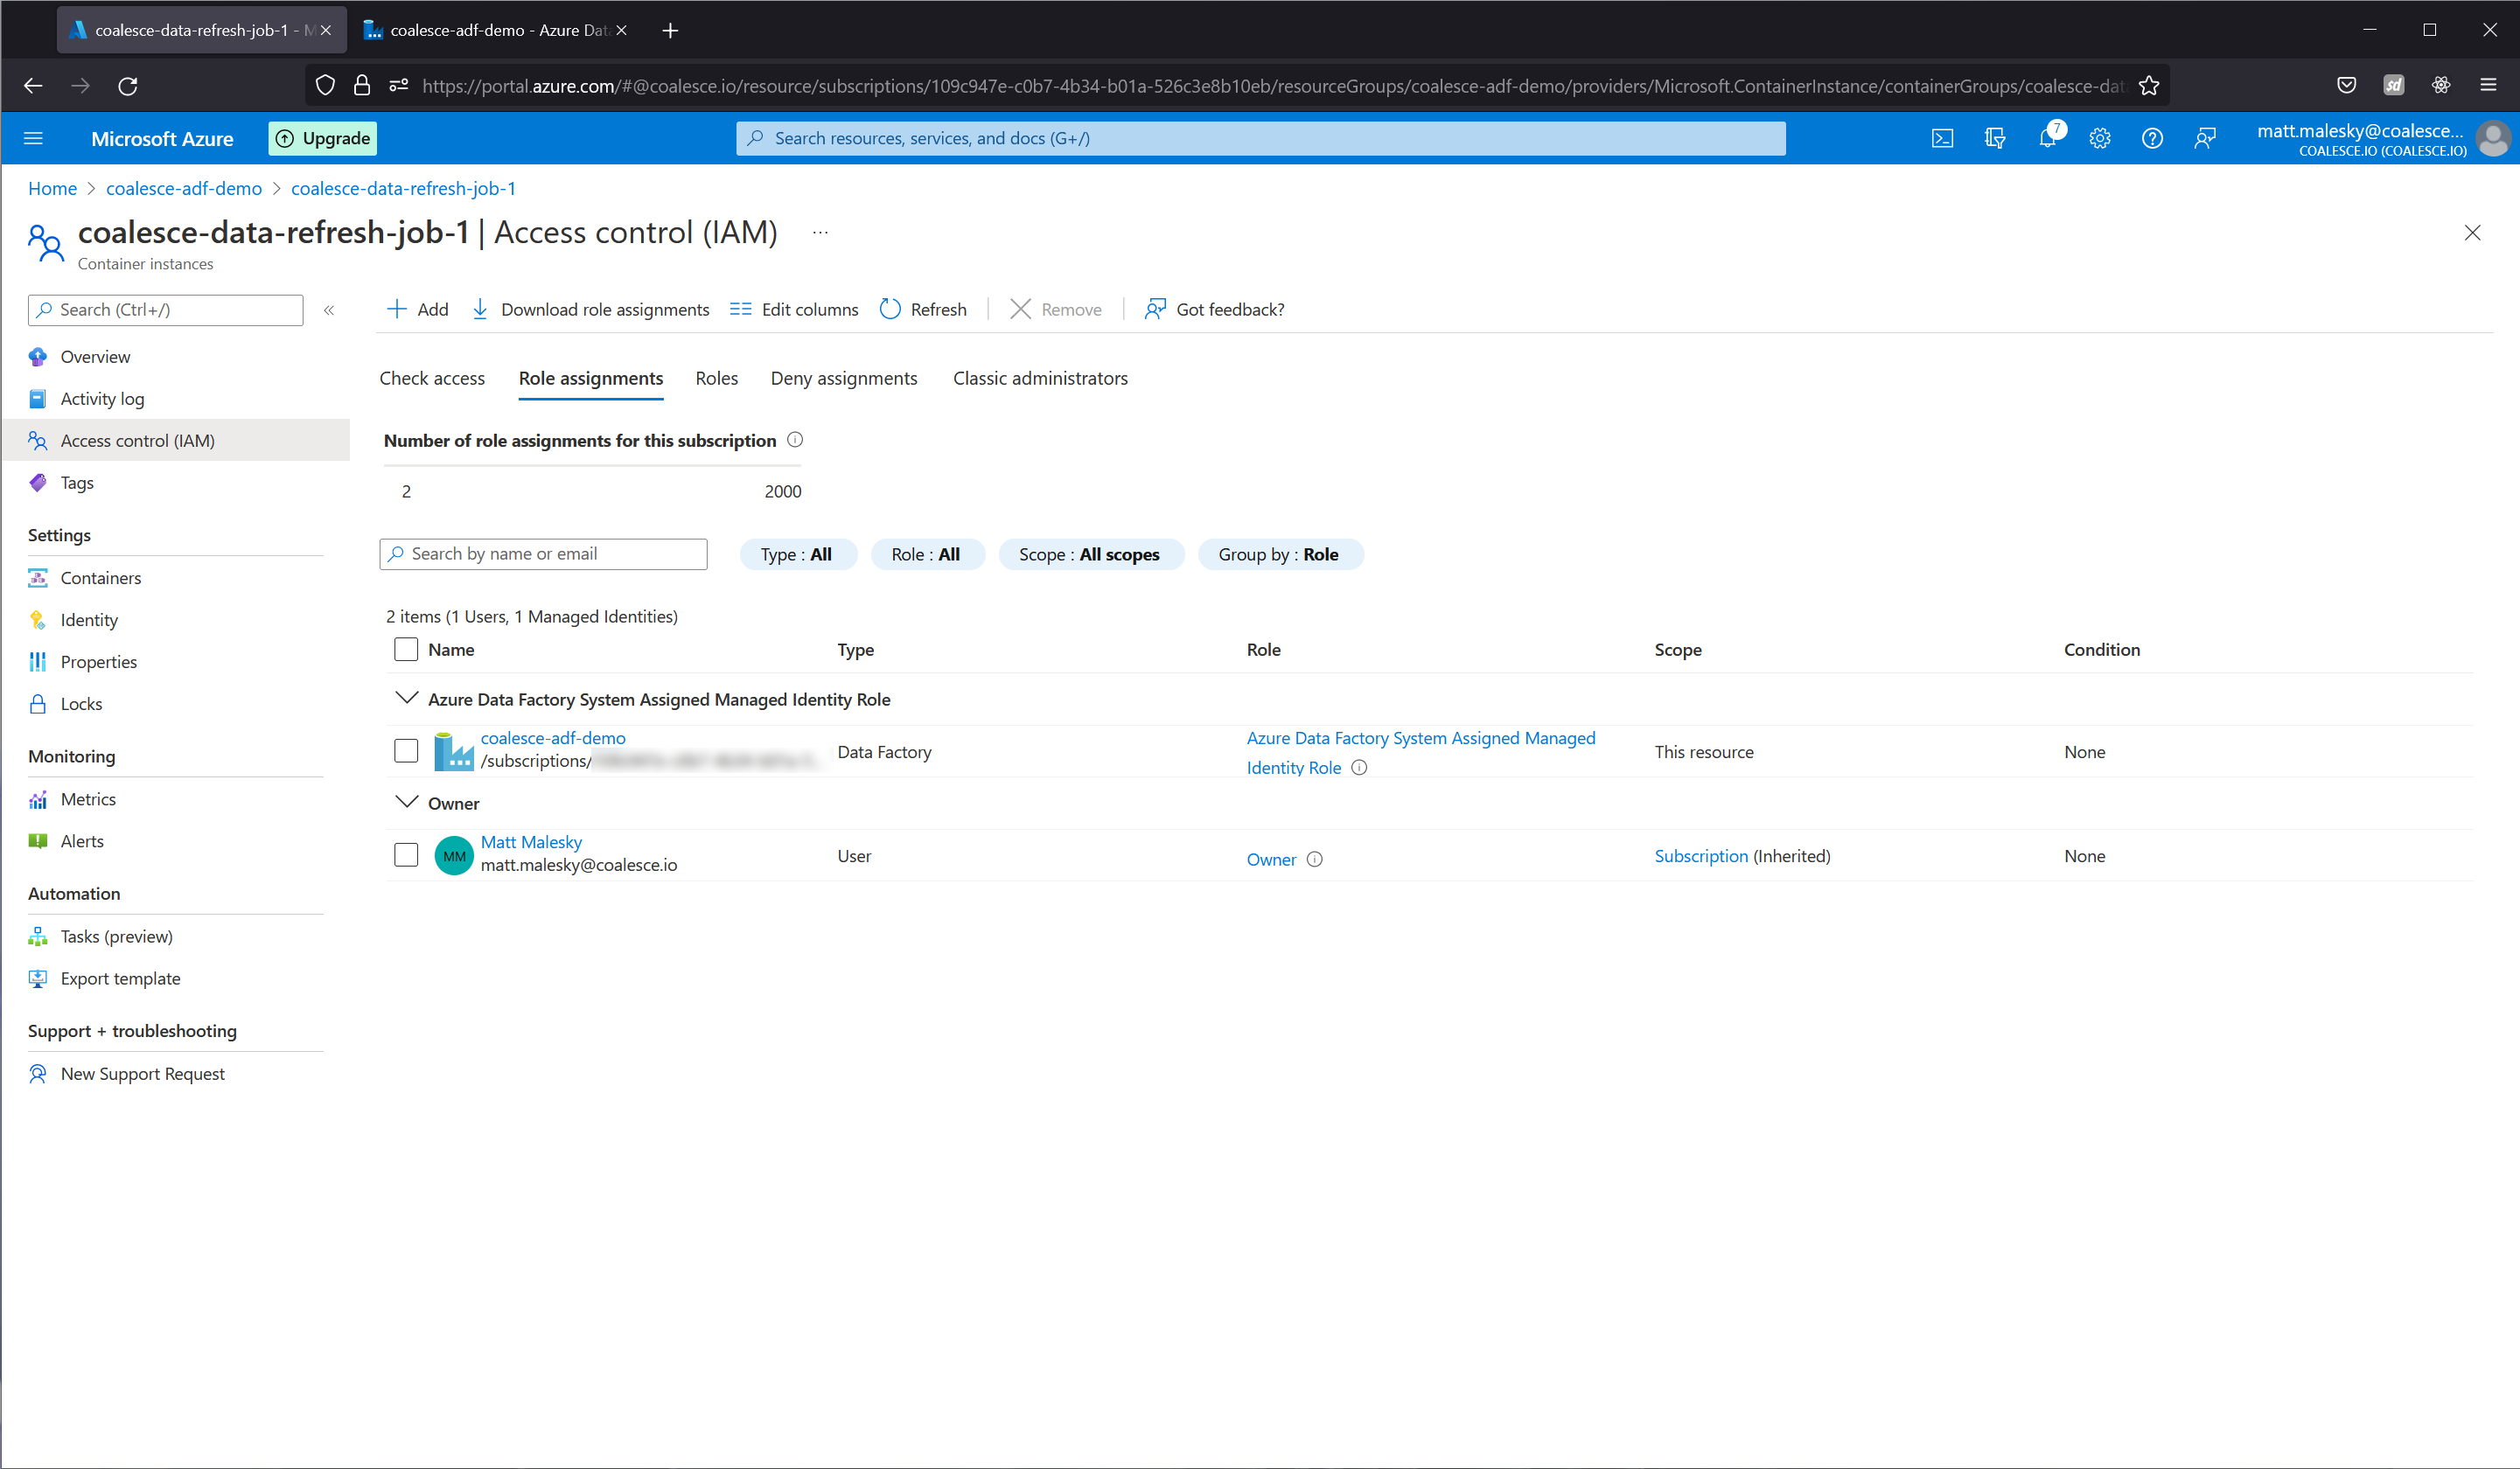 coalesce-data-refresh-job-1 - M
coalesce-adf-demo - Azure Dat
https://portal.azure.com/#@coalesce.io/resource/subscriptions/109c947e-c0b7-4b34-b01a-526c3e8b10eb/resourceGroups/coalesce-adf-demo/providers/Microsoft.ContainerInstance/containerGroups/coalesce-dat
sd
Microsoft Azure
Upgrade
Search resources, services, and docs (G+/)
7
matt.malesky@coalesce...
COALESCE.IO (COALESCE.IO)
Home > coalesce-adf-demo > coalesce-data-refresh-job-1
coalesce-data-refresh-job-1 | Access control (IAM) ...
Container instances
Search (Ctrl+/)
«
Add
Download role assignments
Edit columns
Refresh
Remove
Got feedback?
Overview
Activity log
Access control (IAM)
Tags
Settings
Containers
Identity
Properties
Locks
Monitoring
Metrics
Alerts
Automation
Tasks (preview)
Export template
Support + troubleshooting
New Support Request
Check access
Role assignments
Roles
Deny assignments
Classic administrators
Number of role assignments for this subscription
2
2000
Search by name or email
Type : All
Role : All
Scope : All scopes
Group by : Role
2 items (1 Users, 1 Managed Identities)
Name
Type
Role
Scope
Condition
Azure Data Factory System Assigned Managed Identity Role
coalesce-adf-demo
/subscriptions/
Data Factory
Azure Data Factory System Assigned Managed
Identity Role
This resource
None
Owner
MM
Matt Malesky
matt.malesky@coalesce.io
User
Owner
Subscription (Inherited)
None